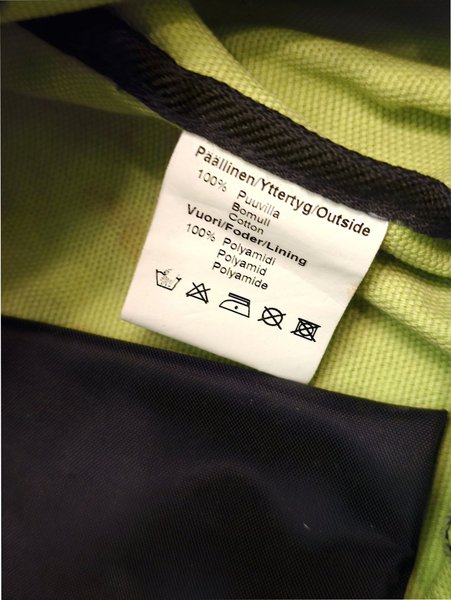 Päällinen/Yttertyg/Outside
100% Puuvilla
Bomull
Cotton
Vuori/Foder/Lining
100% Polyamidi
Polyamid
Polyamide